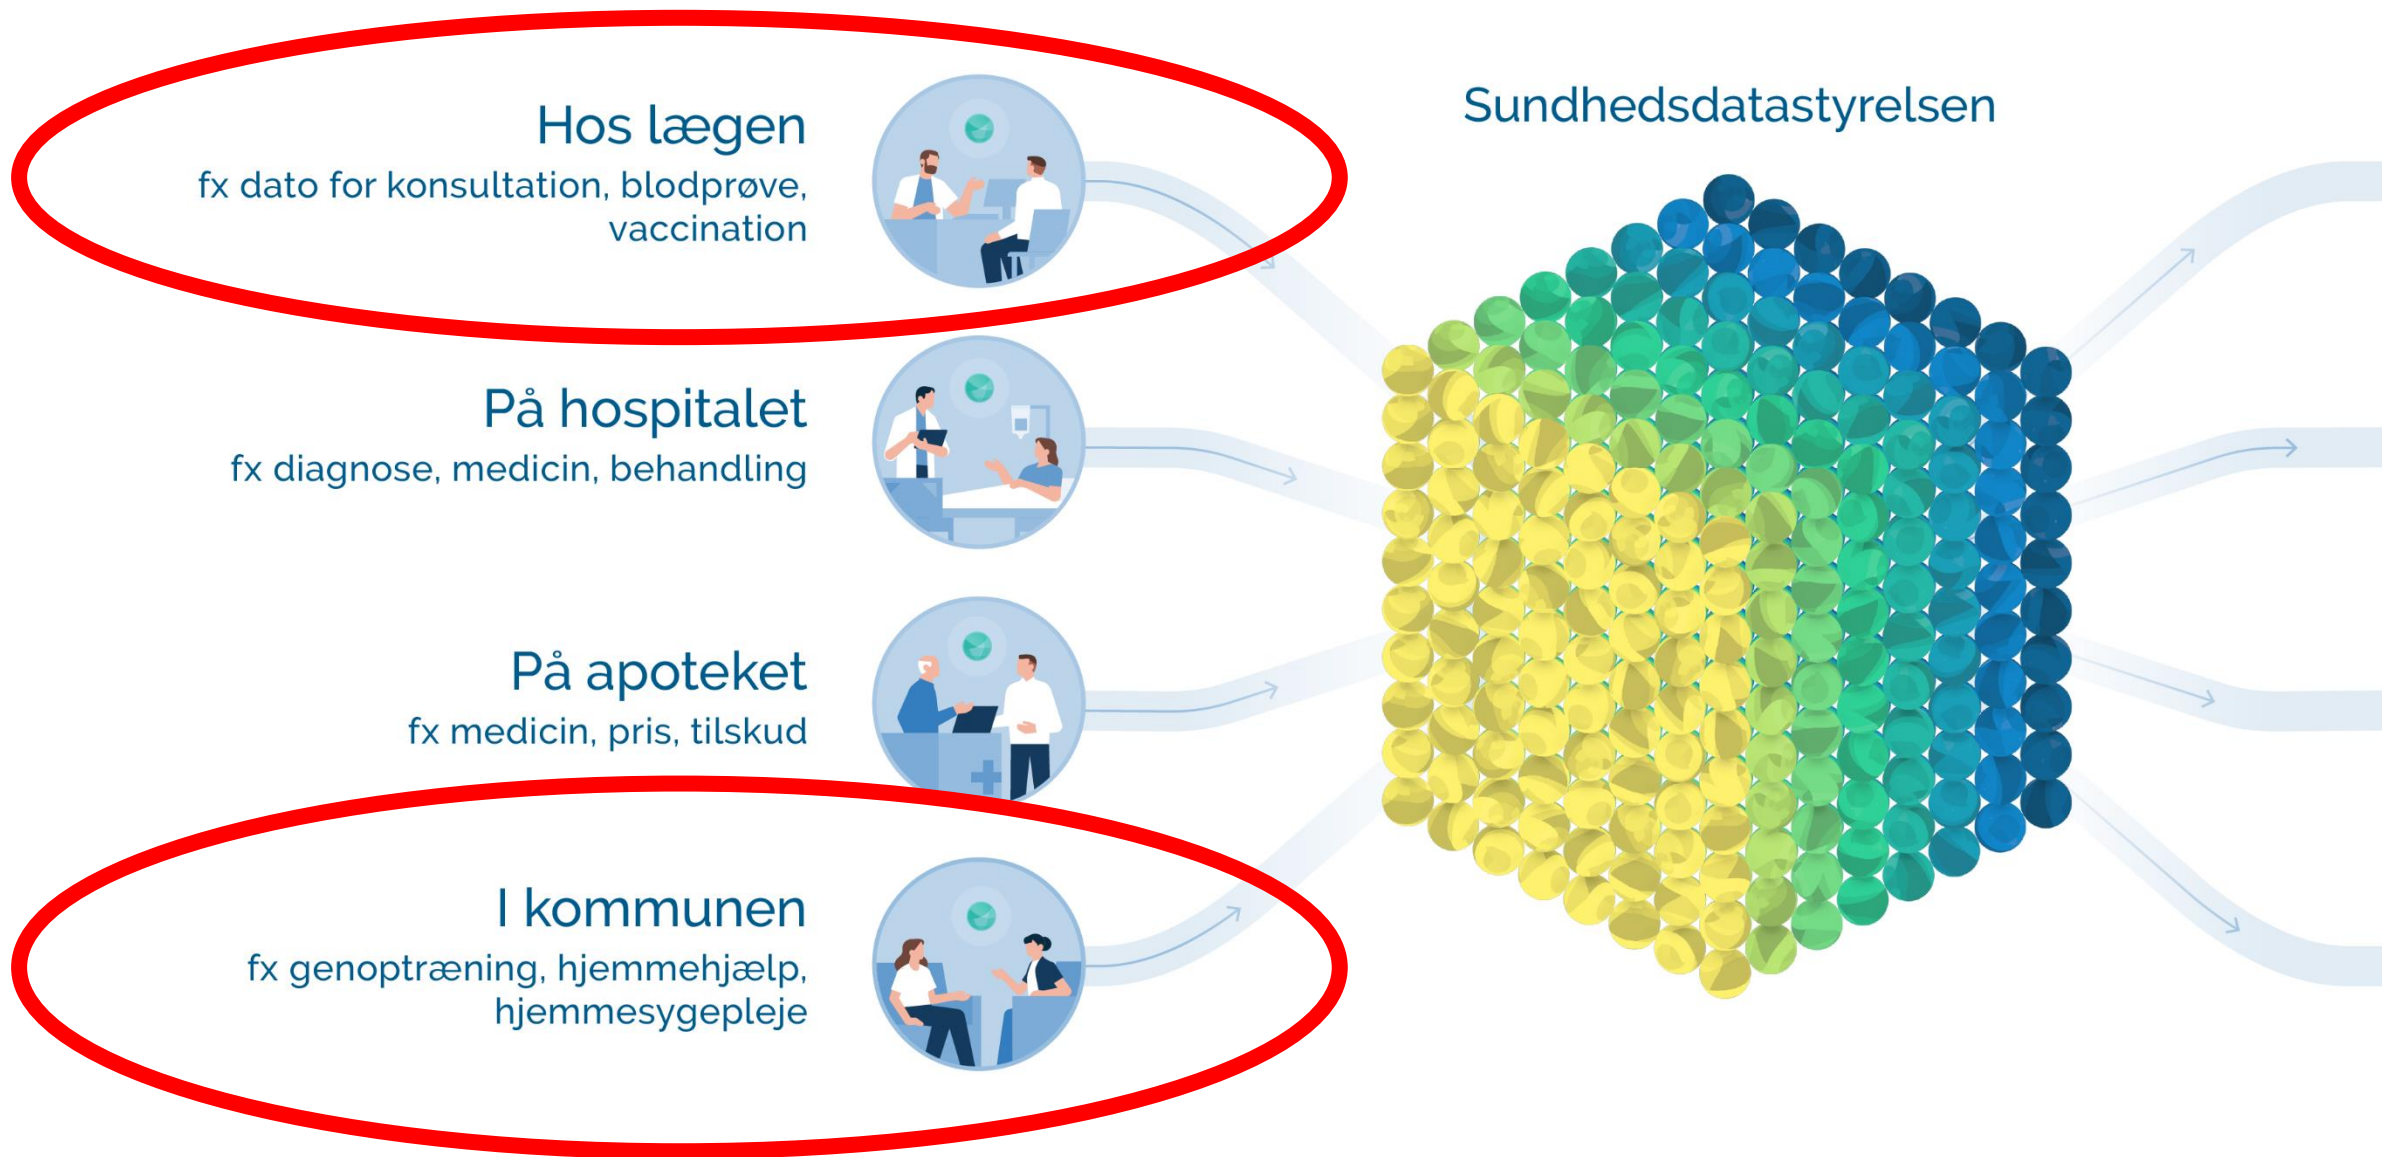 Hos lægen
fx dato for konsultation, blodprøve,
vaccination
På hospitalet
fx diagnose, medicin, behandling
På apoteket
fx medicin, pris, tilskud
I kommunen
fx genoptræning, hjemmehjælp,
hjemmesygepleje
Sundhedsdatastyrelsen